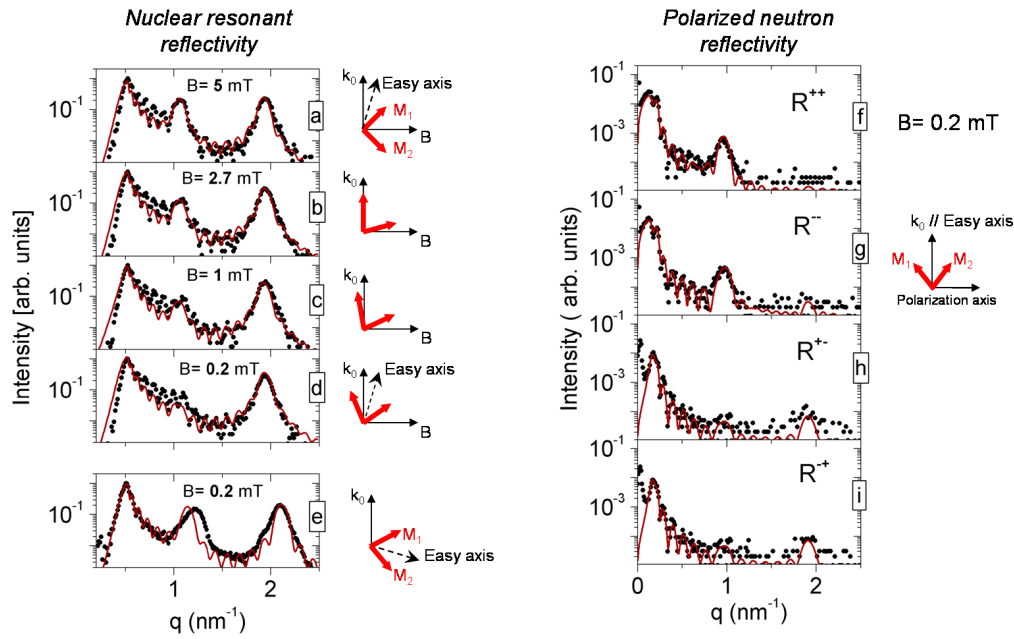 Nuclear resonant
reflectivity
Intensity [arb. units]
10⁻¹
B= 5 mT
a
k₀
Easy axis
M₁
M₂
B
10⁻¹
B= 2.7 mT
b
k₀
B
10⁻¹
B= 1 mT
c
k₀
B
10⁻¹
B= 0.2 mT
d
k₀
Easy axis
B
10⁻¹
B= 0.2 mT
e
k₀
M₁
Easy axis
M₂
B
1
2
q (nm⁻¹)
Polarized neutron
reflectivity
Intensity ( arb. units)
10⁻¹
10⁻³
R⁺⁺
f
B= 0.2 mT
10⁻¹
10⁻³
R⁻⁻
g
k₀ // Easy axis
M₁
M₂
Polarization axis
10⁻¹
10⁻³
R⁺⁻
h
10⁻¹
10⁻³
R⁻⁺
i
0
1
2
q (nm⁻¹)